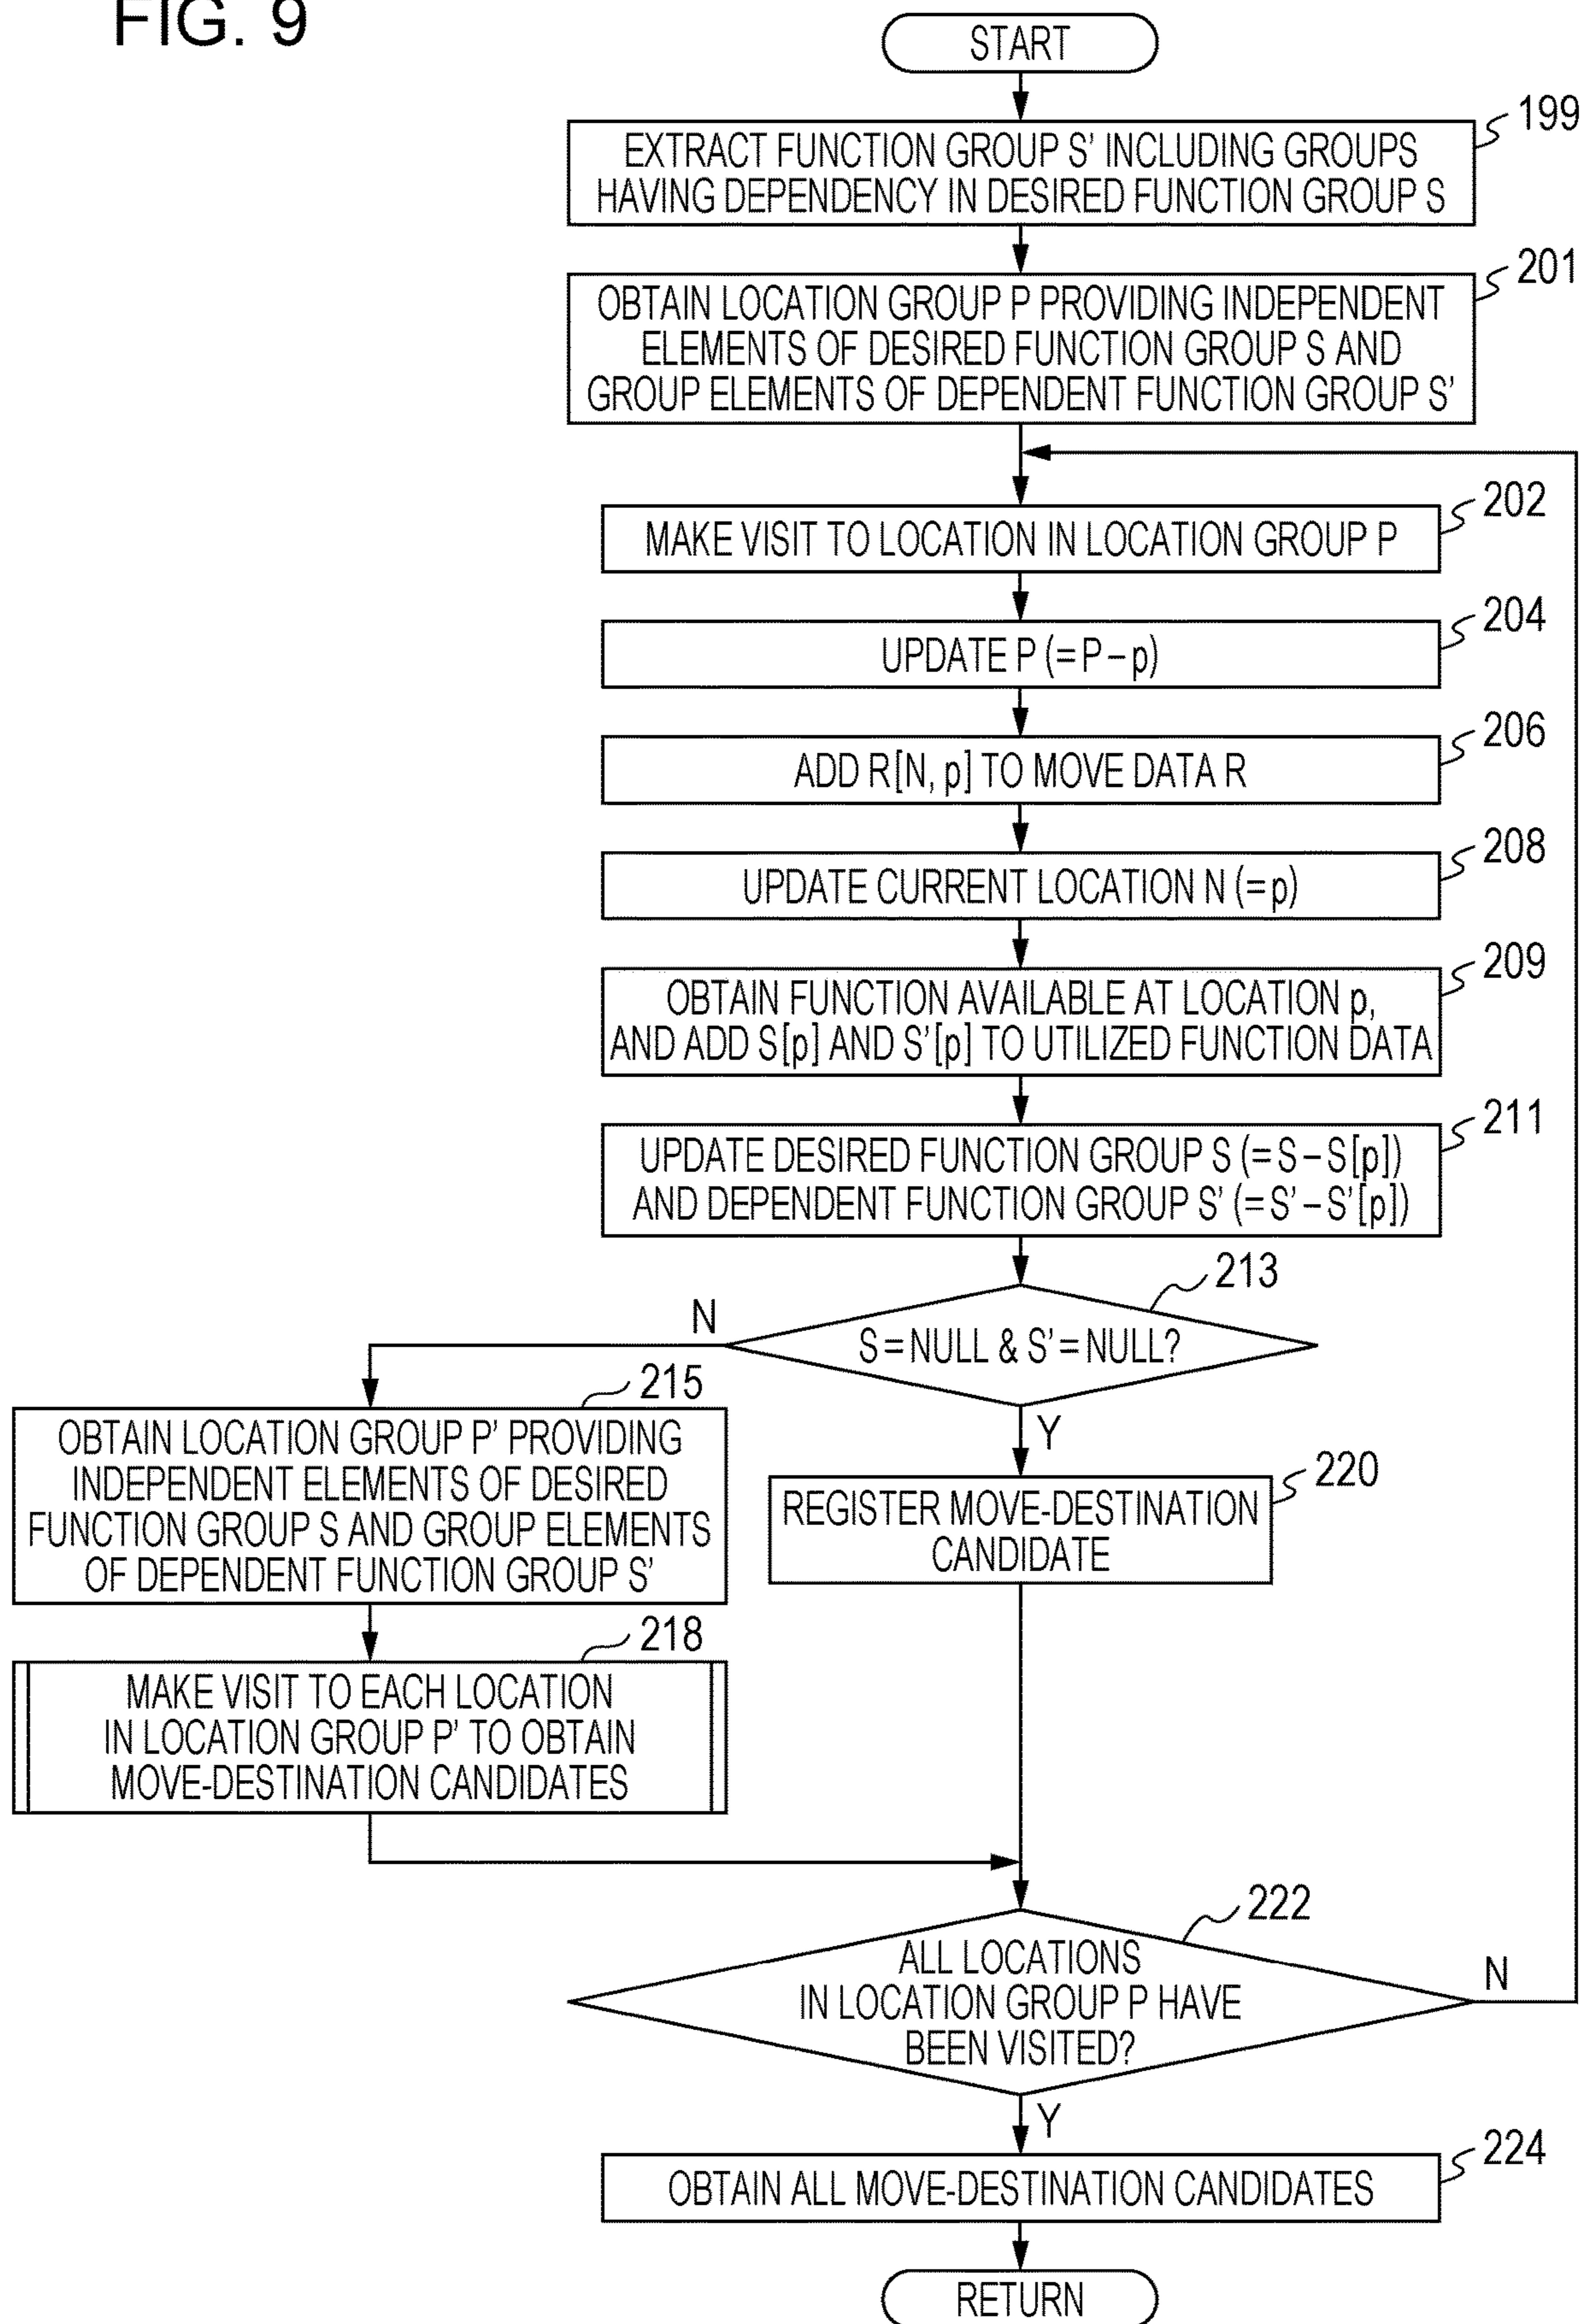 FIG. 9
START
199
EXTRACT FUNCTION GROUP S' INCLUDING GROUPS
HAVING DEPENDENCY IN DESIRED FUNCTION GROUP S
201
OBTAIN LOCATION GROUP P PROVIDING INDEPENDENT
ELEMENTS OF DESIRED FUNCTION GROUP S AND
GROUP ELEMENTS OF DEPENDENT FUNCTION GROUP S'
202
MAKE VISIT TO LOCATION IN LOCATION GROUP P
204
UPDATE P (= P – p)
206
ADD R[N, p] TO MOVE DATA R
208
UPDATE CURRENT LOCATION N (= p)
209
OBTAIN FUNCTION AVAILABLE AT LOCATION p,
AND ADD S[p] AND S'[p] TO UTILIZED FUNCTION DATA
211
UPDATE DESIRED FUNCTION GROUP S (= S – S[p])
AND DEPENDENT FUNCTION GROUP S' (= S' – S'[p])
213
N
S = NULL & S' = NULL?
Y
215
OBTAIN LOCATION GROUP P' PROVIDING
INDEPENDENT ELEMENTS OF DESIRED
FUNCTION GROUP S AND GROUP ELEMENTS
OF DEPENDENT FUNCTION GROUP S'
220
REGISTER MOVE-DESTINATION
CANDIDATE
218
MAKE VISIT TO EACH LOCATION
IN LOCATION GROUP P' TO OBTAIN
MOVE-DESTINATION CANDIDATES
222
ALL LOCATIONS
IN LOCATION GROUP P HAVE
BEEN VISITED?
N
Y
224
OBTAIN ALL MOVE-DESTINATION CANDIDATES
RETURN